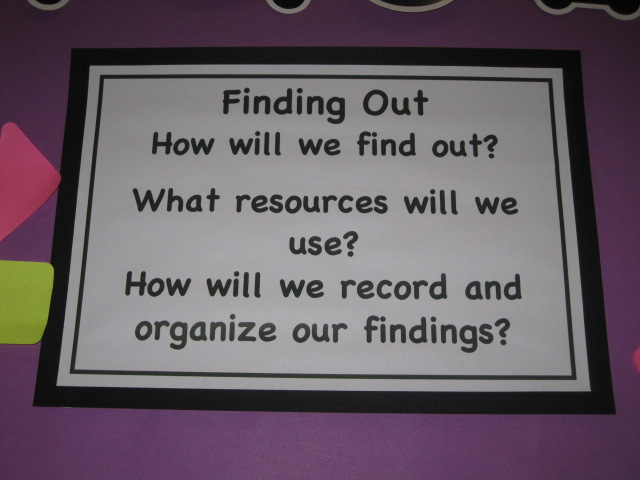 Finding Out
How will we find out?
What resources will we
use?
How will we record and
organize our findings?